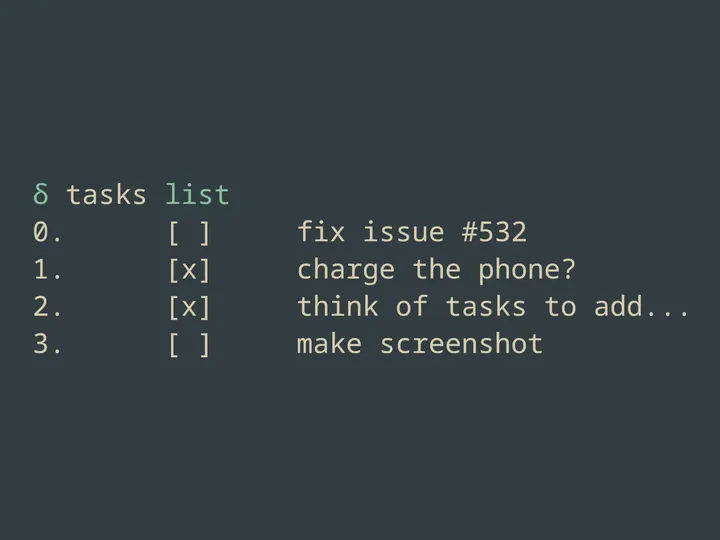 δ tasks list
0. [ ] fix issue #532
1. [x] charge the phone?
2. [x] think of tasks to add...
3. [ ] make screenshot